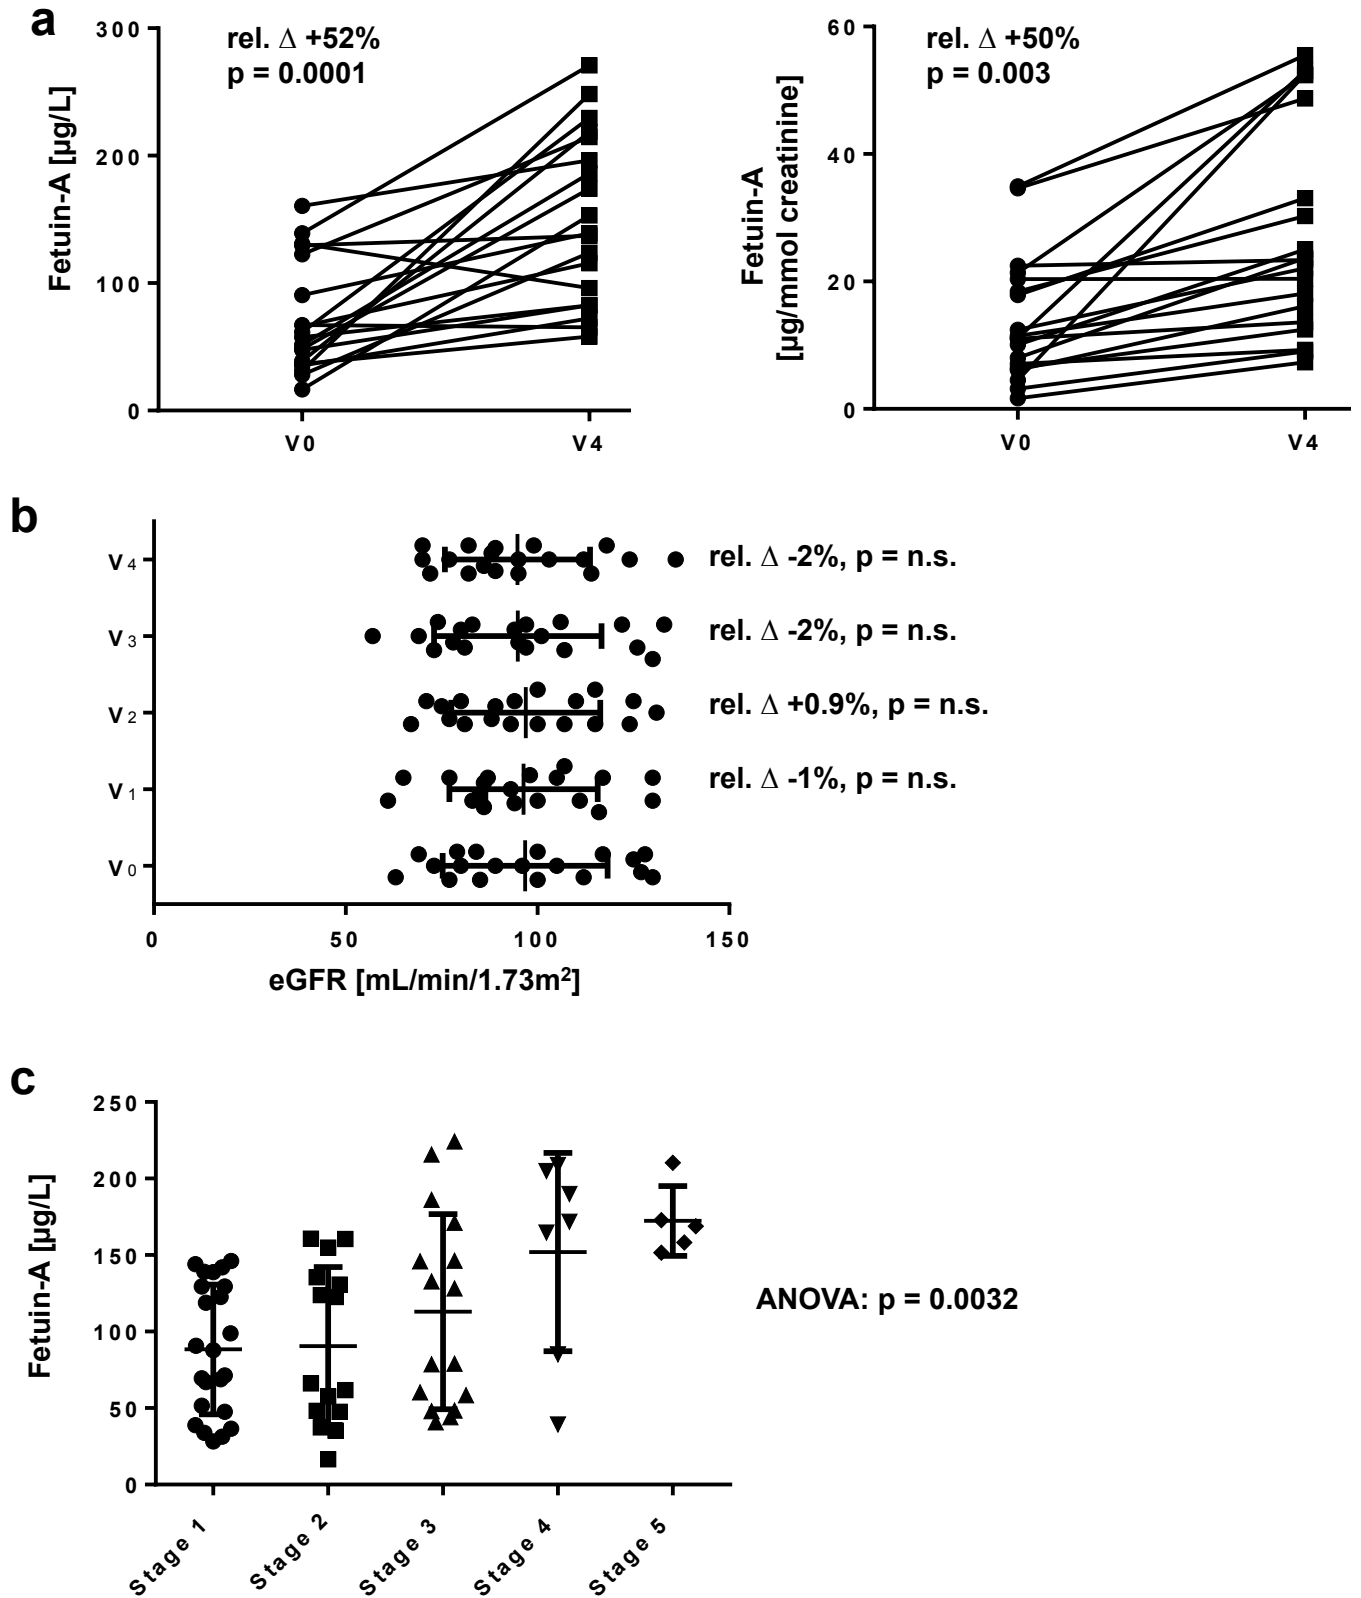 a
300
200
100
0
Fetuin-A [µg/L]
rel. Δ +52%
p = 0.0001
V0
V4
60
40
20
0
Fetuin-A
[µg/mmol creatinine]
rel. Δ +50%
p = 0.003
V0
V4
b
V4
rel. Δ -2%, p = n.s.
V3
rel. Δ -2%, p = n.s.
V2
rel. Δ +0.9%, p = n.s.
V1
rel. Δ -1%, p = n.s.
V0
0
50
100
150
eGFR [mL/min/1.73m²]
c
250
200
150
100
50
0
Fetuin-A [µg/L]
ANOVA: p = 0.0032
Stage 1
Stage 2
Stage 3
Stage 4
Stage 5